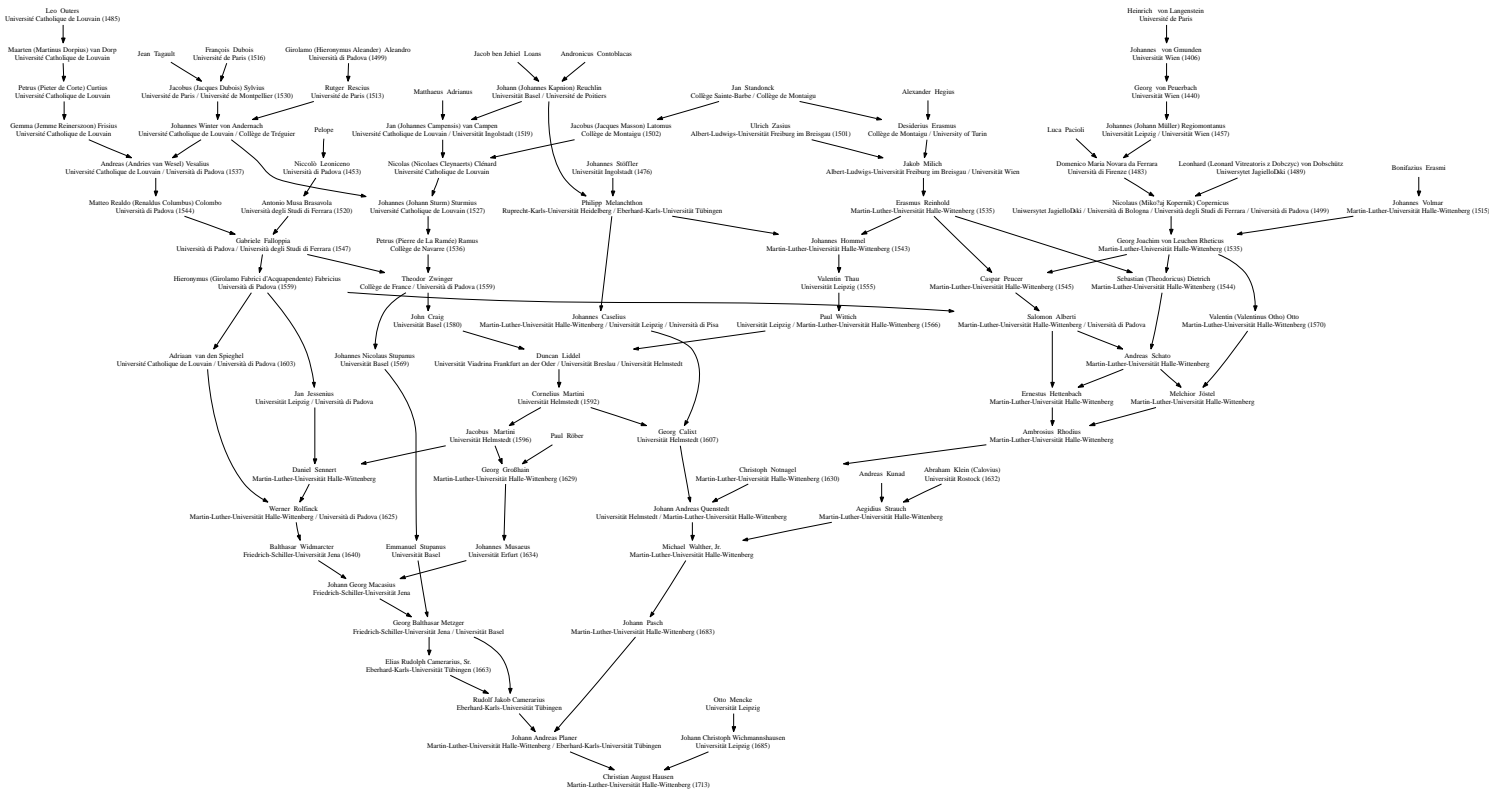 Leo Outers
Université Catholique de Louvain (1485)
Heinrich von Langenstein
Université de Paris
Maarten (Martinus Dorpius) van Dorp
Université Catholique de Louvain
Jean Tagault
François Dubois
Université de Paris (1516)
Girolamo (Hieronymus Aleander) Aleandro
Università di Padova (1499)
Jacob ben Jehiel Loans
Andronicus Contoblacas
Johannes von Gmunden
Universität Wien (1406)
Petrus (Pieter de Corte) Curtius
Université Catholique de Louvain
Jacobus (Jacques Dubois) Sylvius
Université de Paris / Université de Montpellier (1530)
Rutger Rescius
Université de Paris (1513)
Matthaeus Adrianus
Johann (Johannes Kapnion) Reuchlin
Universität Basel / Université de Poitiers
Jan Standonck
Collège Sainte-Barbe / Collège de Montaigu
Alexander Hegius
Georg von Peuerbach
Universität Wien (1440)
Gemma (Jemme Reinerszoon) Frisius
Université Catholique de Louvain
Johannes Winter von Andernach
Université Catholique de Louvain / Collège de Tréguier
Pelope
Jan (Johannes Campensis) van Campen
Université Catholique de Louvain / Universität Ingolstadt (1519)
Jacobus (Jacques Masson) Latomus
Collège de Montaigu (1502)
Ulrich Zasius
Albert-Ludwigs-Universität Freiburg im Breisgau (1501)
Desiderius Erasmus
Collège de Montaigu / University of Turin
Luca Pacioli
Johannes (Johann Müller) Regiomontanus
Universität Leipzig / Universität Wien (1457)
Andreas (Andries van Wesel) Vesalius
Université Catholique de Louvain / Università di Padova (1537)
Niccolò Leoniceno
Università di Padova (1453)
Nicolas (Nicolaes Cleynaerts) Clénard
Université Catholique de Louvain
Johannes Stöffler
Universität Ingolstadt (1476)
Jakob Milich
Albert-Ludwigs-Universität Freiburg im Breisgau / Universität Wien
Domenico Maria Novara da Ferrara
Università di Firenze (1483)
Leonhard (Leonard Vitreatoris z Dobczyc) von Dobschütz
Uniwersytet JagielloDski (1489)
Bonifazius Erasmi
Matteo Realdo (Renaldus Columbus) Colombo
Università di Padova (1544)
Antonio Musa Brasavola
Università degli Studi di Ferrara (1520)
Johannes (Johann Sturm) Sturmius
Université Catholique de Louvain (1527)
Philipp Melanchthon
Ruprecht-Karls-Universität Heidelberg / Eberhard-Karls-Universität Tübingen
Erasmus Reinhold
Martin-Luther-Universität Halle-Wittenberg (1535)
Nicolaus (Miko?aj Kopernik) Copernicus
Uniwersytet JagielloDski / Università di Bologna / Università degli Studi di Ferrara / Università di Padova (1499)
Johannes Volmar
Martin-Luther-Universität Halle-Wittenberg (1515)
Gabriele Falloppia
Università di Padova / Università degli Studi di Ferrara (1547)
Petrus (Pierre de La Ramée) Ramus
Collège de Navarre (1536)
Johannes Hommel
Martin-Luther-Universität Halle-Wittenberg (1543)
Georg Joachim von Leuchen Rheticus
Martin-Luther-Universität Halle-Wittenberg (1535)
Hieronymus (Girolamo Fabrici d'Acquapendente) Fabricius
Università di Padova (1559)
Theodor Zwinger
Collège de France / Università di Padova (1559)
Valentin Thau
Universität Leipzig (1555)
Caspar Peucer
Martin-Luther-Universität Halle-Wittenberg (1545)
Sebastian (Theodoricus) Dietrich
Martin-Luther-Universität Halle-Wittenberg (1544)
John Craig
Universität Basel (1580)
Johannes Caselius
Martin-Luther-Universität Halle-Wittenberg / Universität Leipzig / Università di Pisa
Paul Wittich
Universität Leipzig / Martin-Luther-Universität Halle-Wittenberg (1566)
Salomon Alberti
Martin-Luther-Universität Halle-Wittenberg / Università di Padova
Valentin (Valentinus Otho) Otto
Martin-Luther-Universität Halle-Wittenberg (1570)
Adriaan van den Spieghel
Université Catholique de Louvain / Università di Padova (1603)
Johannes Nicolaus Stupanus
Universität Basel (1569)
Duncan Liddel
Universität Viadrina Frankfurt an der Oder / Universität Breslau / Universität Helmstedt
Andreas Schato
Martin-Luther-Universität Halle-Wittenberg
Jan Jessenius
Universität Leipzig / Università di Padova
Cornelius Martini
Universität Helmstedt (1592)
Ernestus Hettenbach
Martin-Luther-Universität Halle-Wittenberg
Melchior Jöstel
Martin-Luther-Universität Halle-Wittenberg
Jacobus Martini
Universität Helmstedt (1596)
Paul Röber
Georg Calixt
Universität Helmstedt (1607)
Ambrosius Rhodius
Martin-Luther-Universität Halle-Wittenberg
Daniel Sennert
Martin-Luther-Universität Halle-Wittenberg
Georg Großhain
Martin-Luther-Universität Halle-Wittenberg (1629)
Christoph Notnagel
Martin-Luther-Universität Halle-Wittenberg (1630)
Andreas Kunad
Abraham Klein (Calovius)
Universität Rostock (1632)
Werner Rolfinck
Martin-Luther-Universität Halle-Wittenberg / Università di Padova (1625)
Johann Andreas Quenstedt
Universität Helmstedt / Martin-Luther-Universität Halle-Wittenberg
Aegidius Strauch
Martin-Luther-Universität Halle-Wittenberg
Balthasar Widmarcter
Friedrich-Schiller-Universität Jena (1640)
Emmanuel Stupanus
Universität Basel
Johannes Musaeus
Universität Erfurt (1634)
Michael Walther, Jr.
Martin-Luther-Universität Halle-Wittenberg
Johann Georg Macasius
Friedrich-Schiller-Universität Jena
Georg Balthasar Metzger
Friedrich-Schiller-Universität Jena / Universität Basel
Johann Pasch
Martin-Luther-Universität Halle-Wittenberg (1683)
Elias Rudolph Camerarius, Sr.
Eberhard-Karls-Universität Tübingen (1663)
Rudolf Jakob Camerarius
Eberhard-Karls-Universität Tübingen
Otto Mencke
Universität Leipzig
Johann Andreas Planer
Martin-Luther-Universität Halle-Wittenberg / Eberhard-Karls-Universität Tübingen
Johann Christoph Wichmannshausen
Universität Leipzig (1685)
Christian August Hausen
Martin-Luther-Universität Halle-Wittenberg (1713)